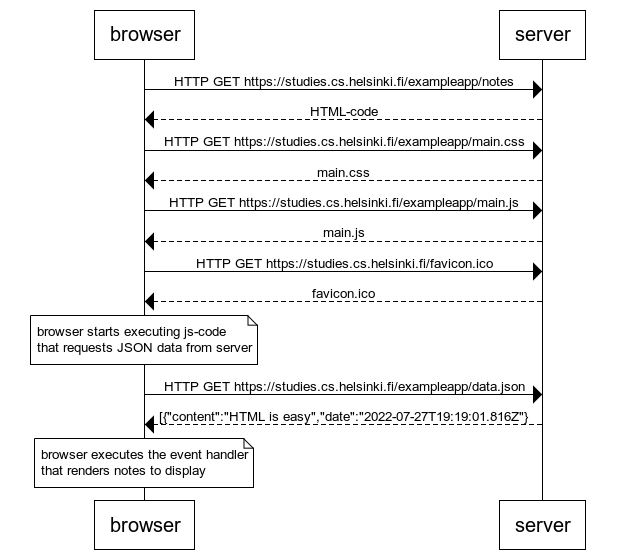 browser server
HTTP GET https://studies.cs.helsinki.fi/exampleapp/notes
HTML-code
HTTP GET https://studies.cs.helsinki.fi/exampleapp/main.css
main.css
HTTP GET https://studies.cs.helsinki.fi/exampleapp/main.js
main.js
HTTP GET https://studies.cs.helsinki.fi/favicon.ico
favicon.ico
browser starts executing js-code
that requests JSON data from server
HTTP GET https://studies.cs.helsinki.fi/exampleapp/data.json
[{"content":"HTML is easy","date":"2022-07-27T19:19:01.816Z"}
browser executes the event handler
that renders notes to display
browser server